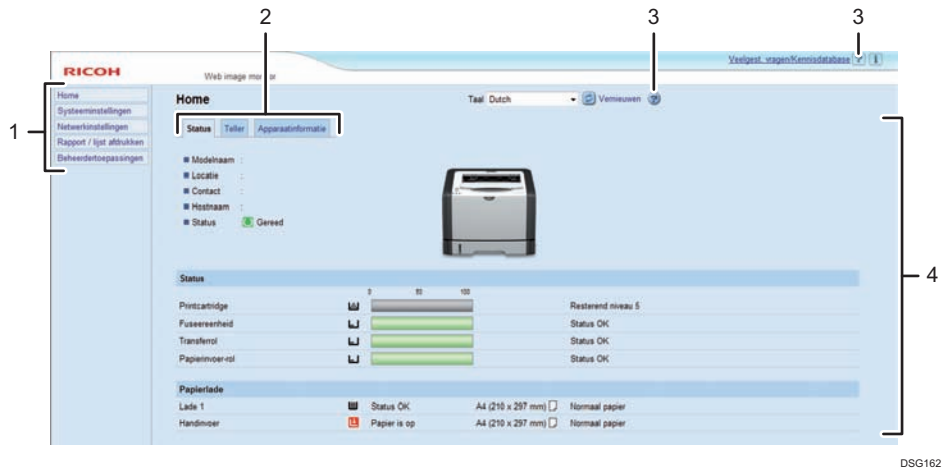 2 3 3
RICOH Web image monitor Veelgest. vragen/Kennisdatabase ? i
1
Home
Systeeminstellingen
Netwerkinstellingen
Rapport / lijst afdrukken
Beheerdertoepassingen
Home Taal Dutch Vernieuwen ?
Status Teller Apparaatinformatie
Modelnaam :
Locatie :
Contact :
Hostnaam :
Status : Gereed
4
Status
0 50 100
Printcartridge Resterend niveau 5
Fuseereenheid Status OK
Transferrol Status OK
Papierinvoer-rol Status OK
Papierlade
Lade 1 Status OK A4 (210 x 297 mm) Normaal papier
Handinvoer Papier is op A4 (210 x 297 mm) Normaal papier
DSG162